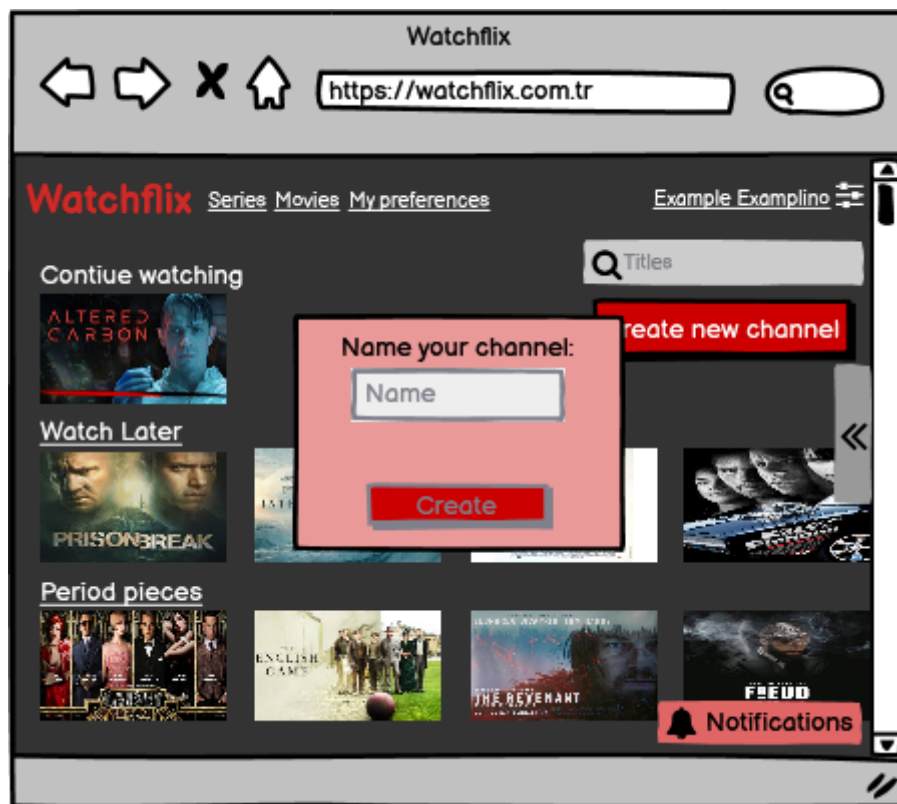 Watchflix
https://watchflix.com.tr
Watchflix Series Movies My preferences Example Examplino
Titles
Contiue watching
ALTERED
CARBON
reate new channel
Name your channel:
Name
Create
Watch Later
PRISON BREAK
Period pieces
ENGLISH
GAME
THE REVENANT
FREUD
Notifications